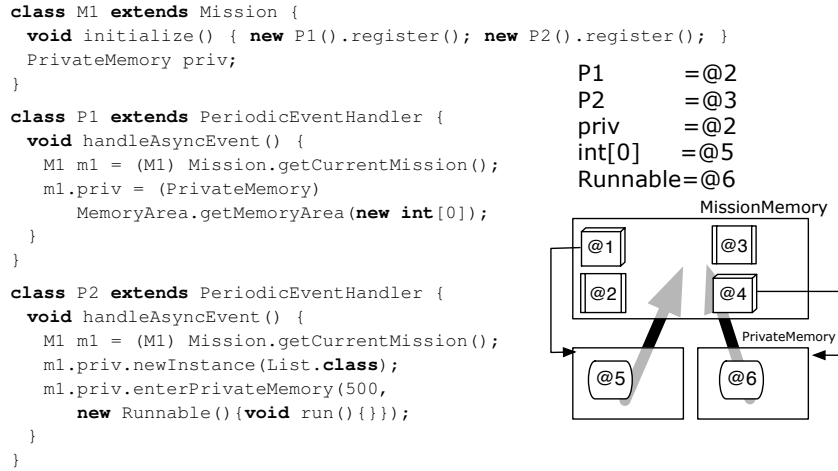 class M1 extends Mission {
void initialize() { new P1().register(); new P2().register(); }
PrivateMemory priv;
}
class P1 extends PeriodicEventHandler {
void handleAsyncEvent() {
M1 m1 = (M1) Mission.getCurrentMission();
m1.priv = (PrivateMemory)
MemoryArea.getMemoryArea(new int[0]);
}
}
class P2 extends PeriodicEventHandler {
void handleAsyncEvent() {
M1 m1 = (M1) Mission.getCurrentMission();
m1.priv.newInstance(List.class);
m1.priv.enterPrivateMemory(500,
new Runnable(){void run(){}});
}
}
P1 =@2
P2 =@3
priv =@2
int[0] =@5
Runnable=@6
MissionMemory
@1
@3
@2
@4
PrivateMemory
@5
@6